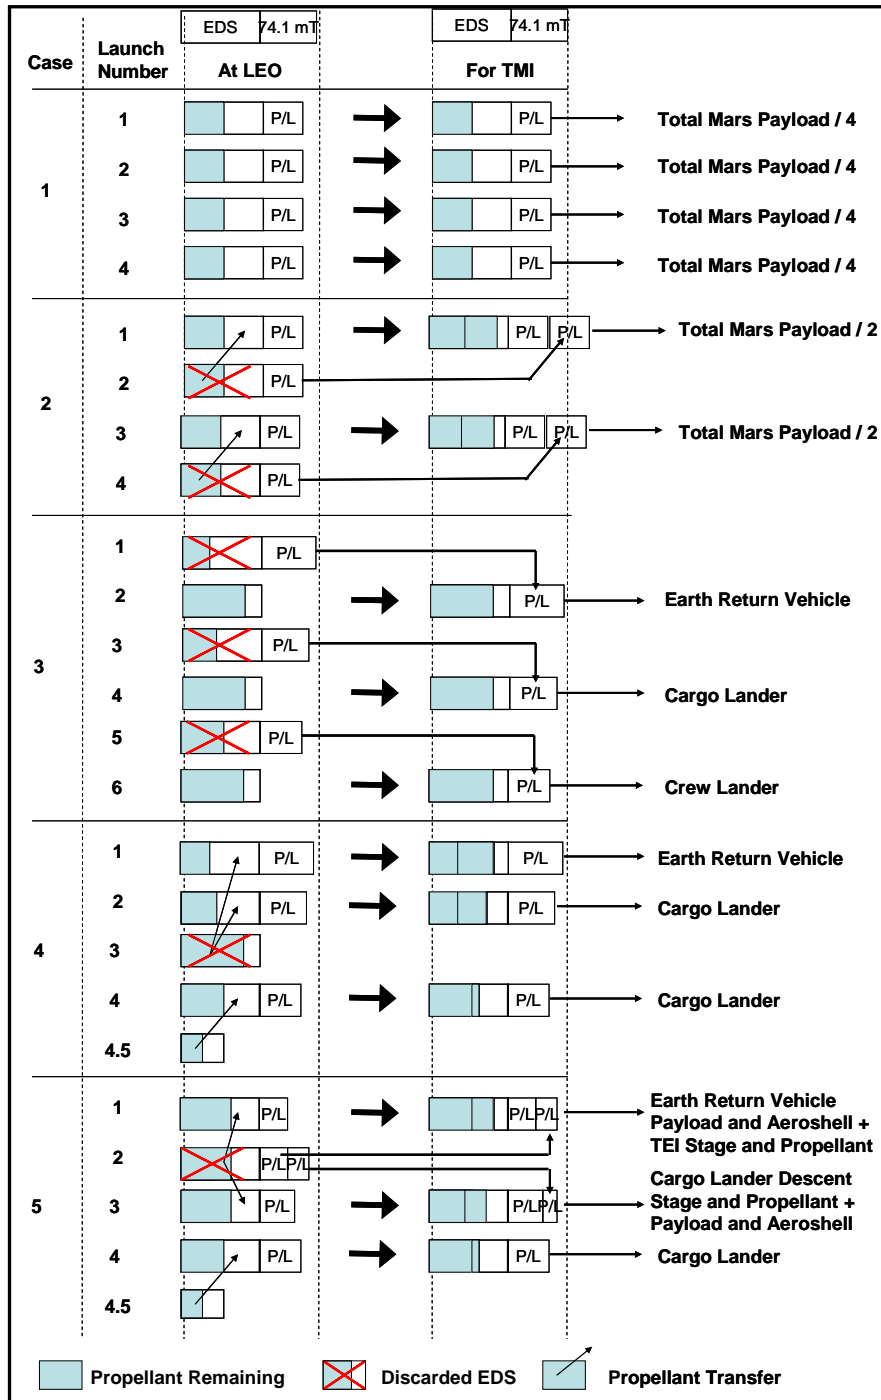 EDS 74.1 mT EDS 74.1 mT
Case Launch Number At LEO For TMI
1
1 P/L P/L Total Mars Payload / 4
2 P/L P/L Total Mars Payload / 4
3 P/L P/L Total Mars Payload / 4
4 P/L P/L Total Mars Payload / 4
2
1 P/L P/L P/L Total Mars Payload / 2
2 P/L
3 P/L P/L P/L Total Mars Payload / 2
4 P/L
3
1 P/L
2 P/L Earth Return Vehicle
3 P/L
4 P/L Cargo Lander
5 P/L
6 P/L Crew Lander
4
1 P/L P/L Earth Return Vehicle
2 P/L P/L Cargo Lander
3
4 P/L P/L Cargo Lander
4.5
5
1 P/L P/L P/L Earth Return Vehicle
Payload and Aeroshell +
TEI Stage and Propellant
2 P/L P/L
3 P/L P/L P/L Cargo Lander Descent
Stage and Propellant +
Payload and Aeroshell
4 P/L P/L Cargo Lander
4.5
Propellant Remaining Discarded EDS Propellant Transfer